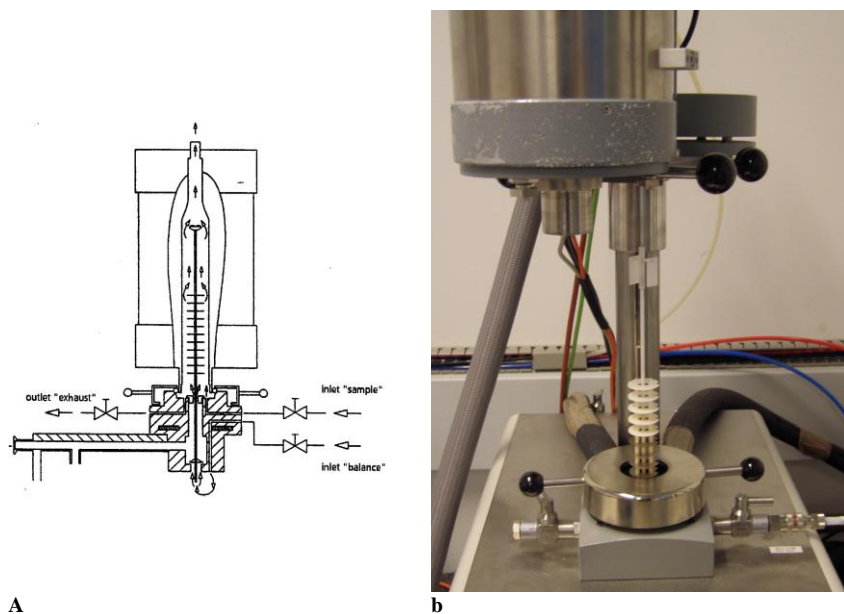 outlet "exhaust"
inlet "sample"
inlet "balance"
A
b